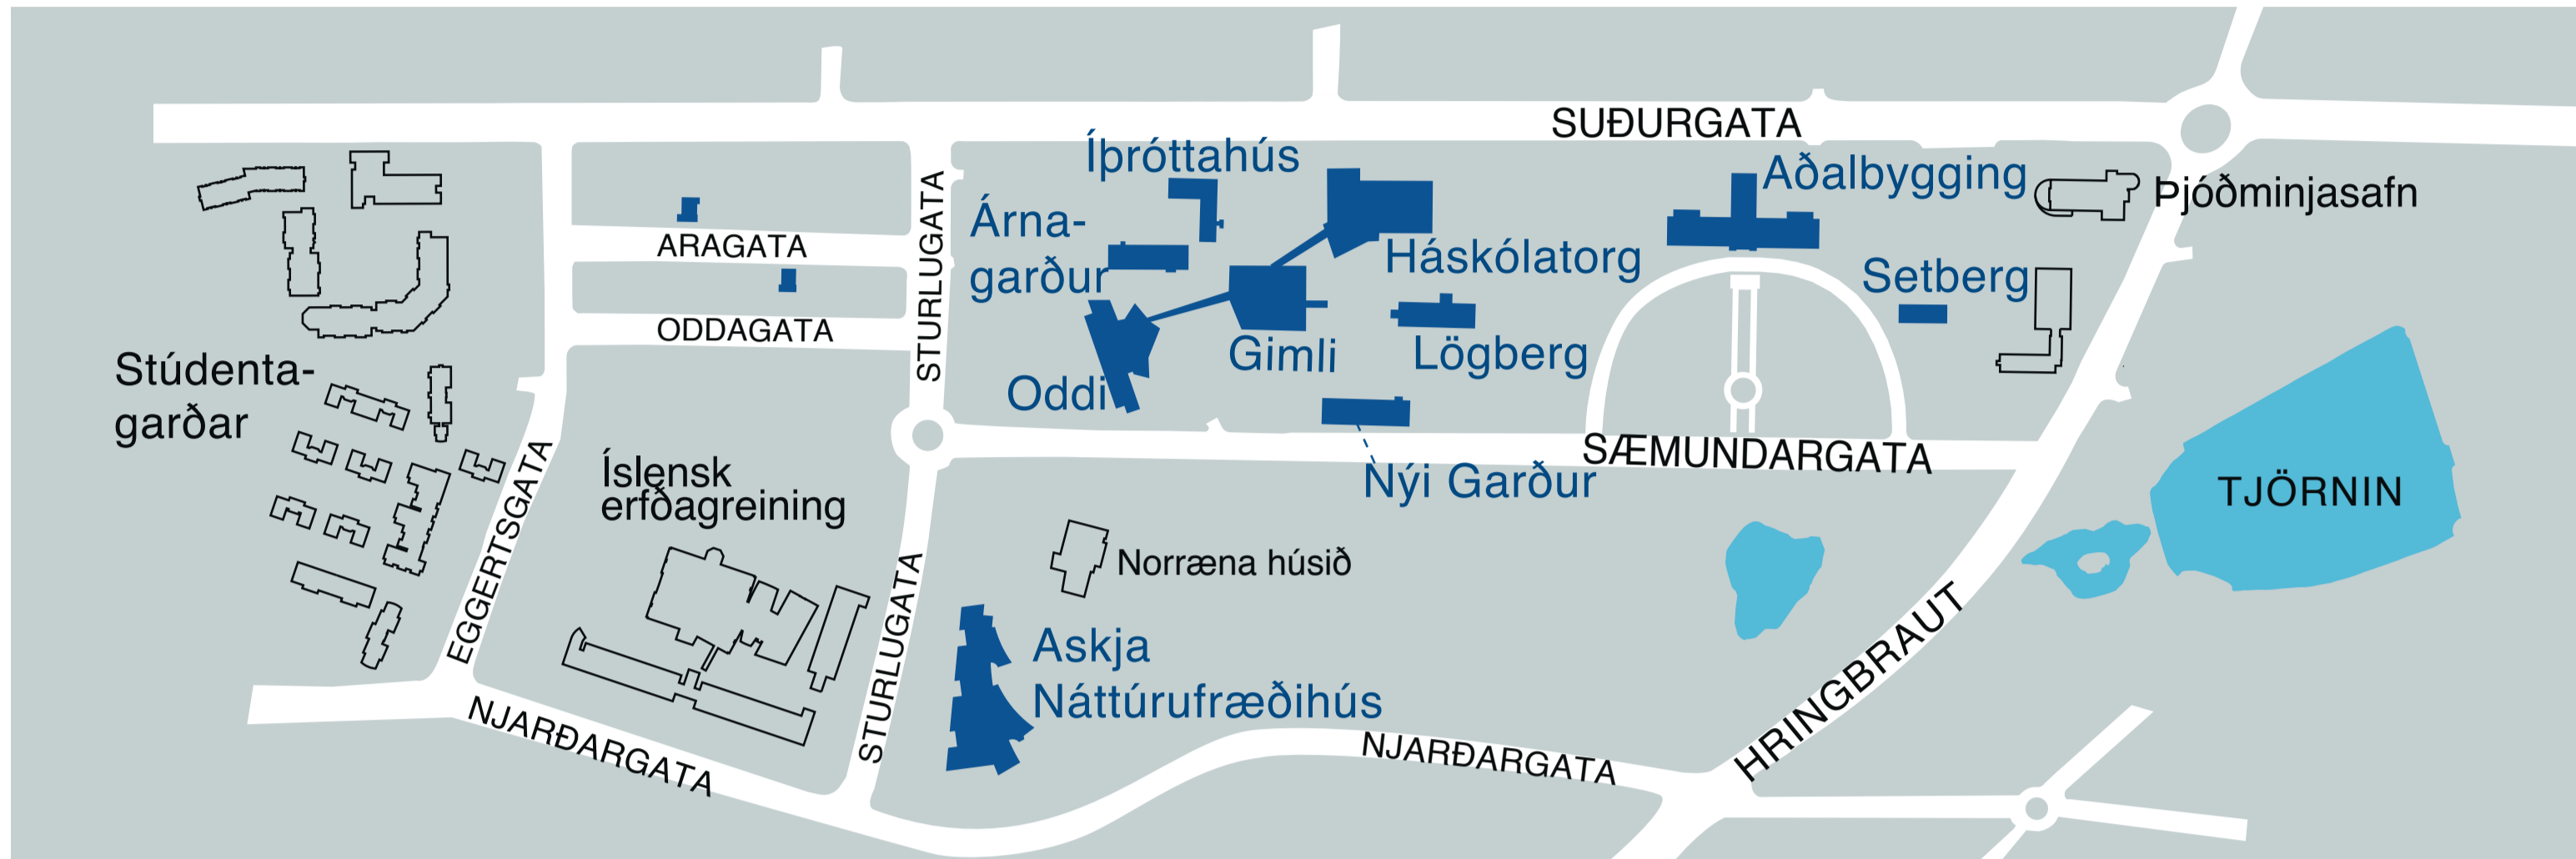 SUÐURGATA
Íþróttahús
Aðalbygging
Þjóðminjasafn
Árna-
garður
STURLUGATA
ARAGATA
Háskólatorg
Setberg
ODDAGATA
Gimli
Lögberg
Stúdenta-
garðar
Oddi
SÆMUNDARGATA
Nýi Garður
Íslensk
erfðagreining
TJÖRNIN
EGGERTSGATA
Norræna húsið
STURLUGATA
Askja
Náttúrufræðihús
HRINGBRAUT
NJARÐARGATA
NJARÐARGATA